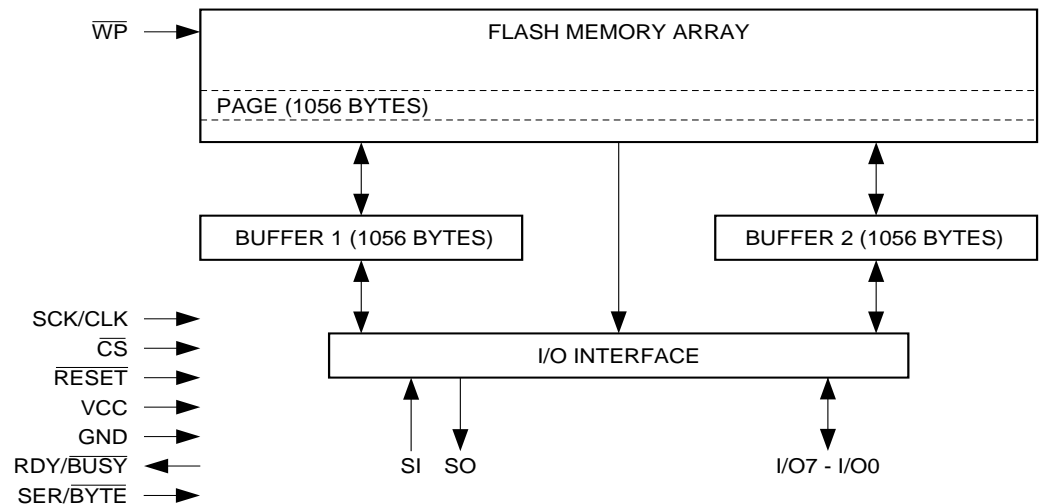 WP
FLASH MEMORY ARRAY
PAGE (1056 BYTES)
BUFFER 1 (1056 BYTES)
BUFFER 2 (1056 BYTES)
SCK/CLK
CS
RESET
VCC
GND
RDY/BUSY
SER/BYTE
I/O INTERFACE
SI
SO
I/O7 - I/O0